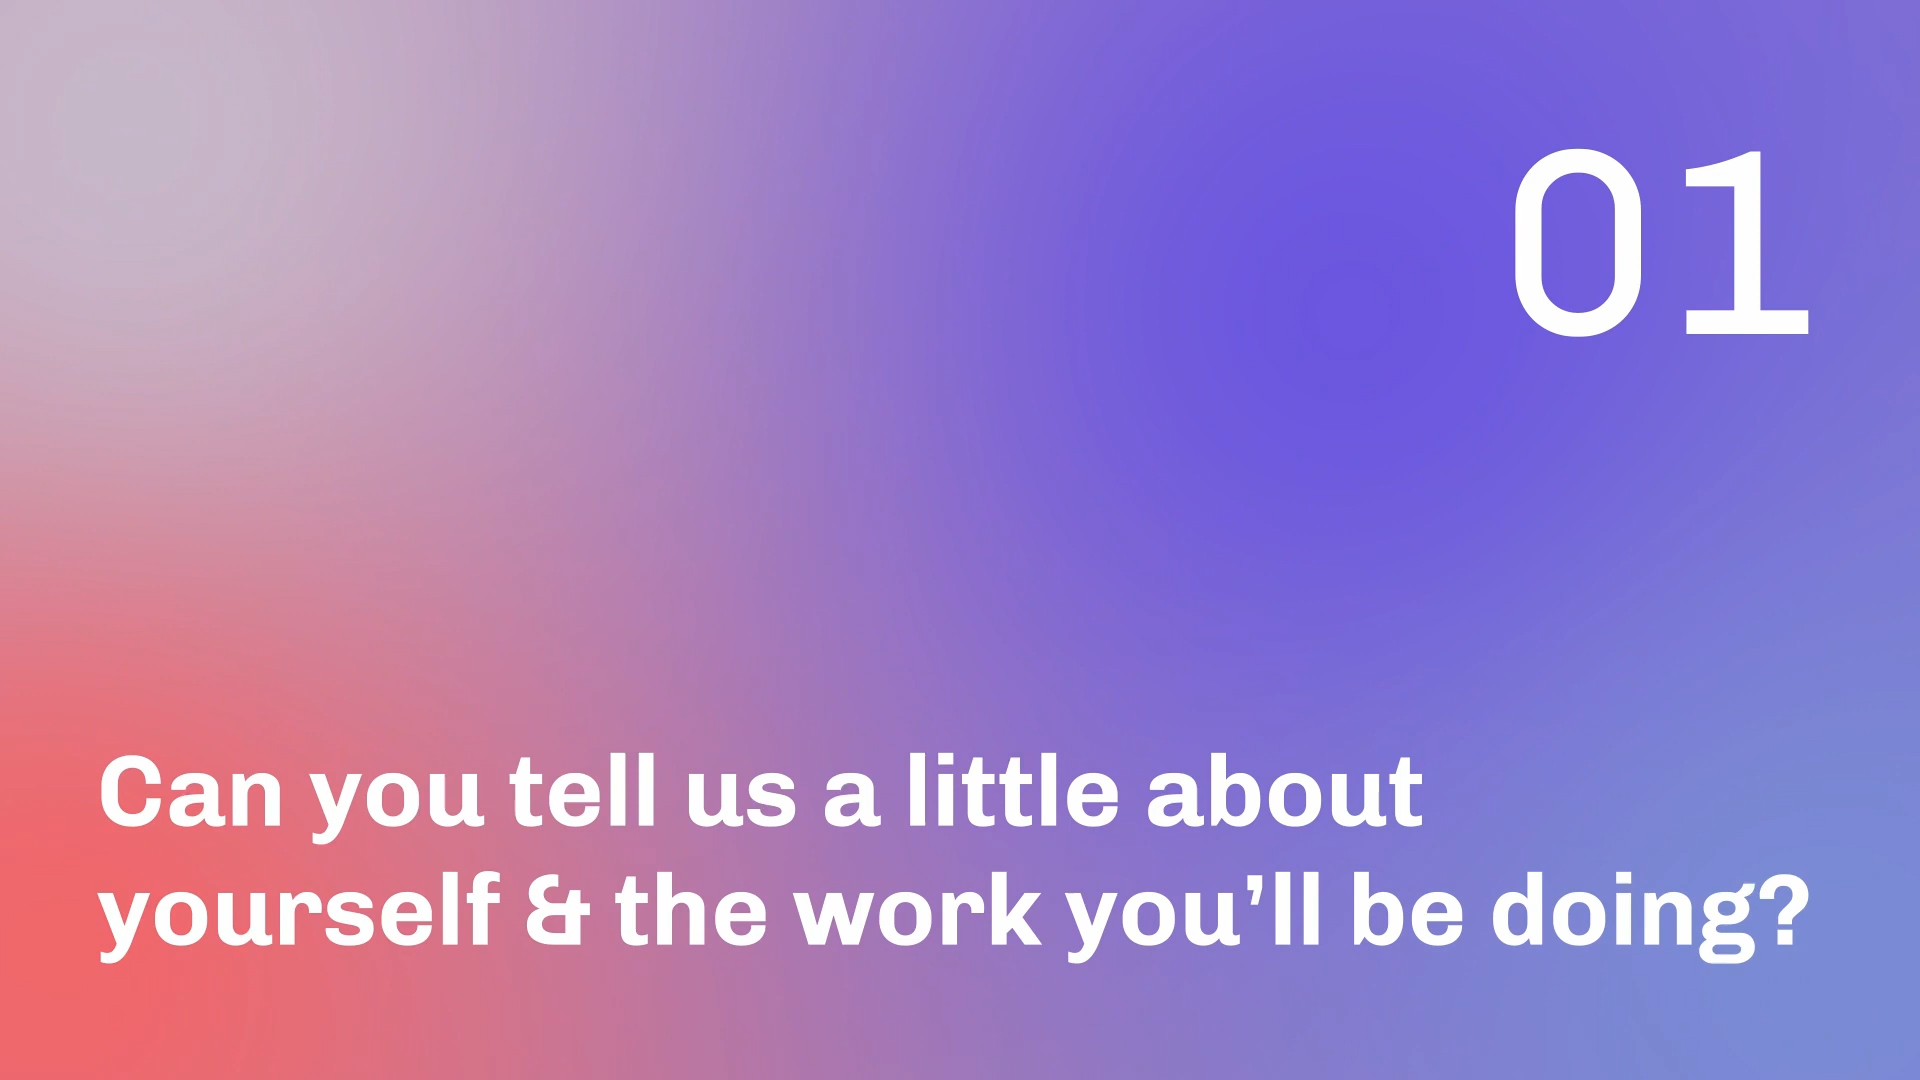 01
Can you tell us a little about
yourself & the work you’ll be doing?